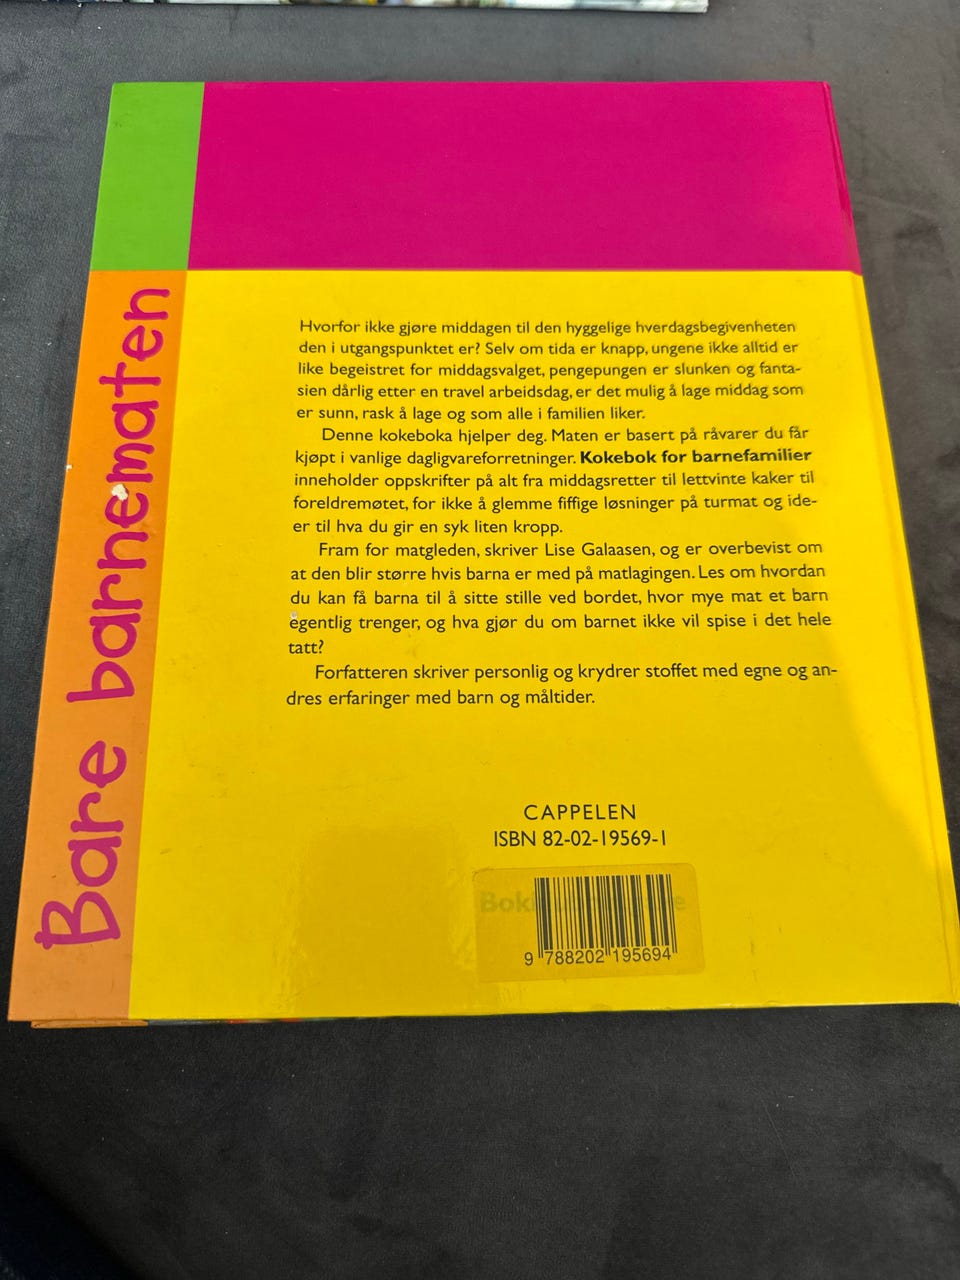 Bare barnematen
Hvorfor ikke gjøre middagen til den hyggelige hverdagsbegivenheten
den i utgangspunktet er? Selv om tida er knapp, ungene ikke alltid er
like begeistret for middagsvalget, pengepungen er slunken og fanta-
sien dårlig etter en travel arbeidsdag, er det mulig å lage middag som
er sunn, rask å lage og som alle i familien liker.
Denne kokeboka hjelper deg. Maten er basert på råvarer du får
kjøpt i vanlige dagligvareforretninger. Kokebok for barnefamilier
inneholder oppskrifter på alt fra middagsretter til lettvinte kaker til
foreldremøtet, for ikke å glemme fiffige løsninger på turmat og ide-
er til hva du gir en syk liten kropp.
Fram for matgleden, skriver Lise Galaasen, og er overbevist om
at den blir større hvis barna er med på matlagingen. Les om hvordan
du kan få barna til å sitte stille ved bordet, hvor mye mat et barn
egentlig trenger, og hva gjør du om barnet ikke vil spise i det hele
tatt?
Forfatteren skriver personlig og krydrer stoffet med egne og an-
dres erfaringer med barn og måltider.
CAPPELEN
ISBN 82-02-19569-1
9 788202 195694